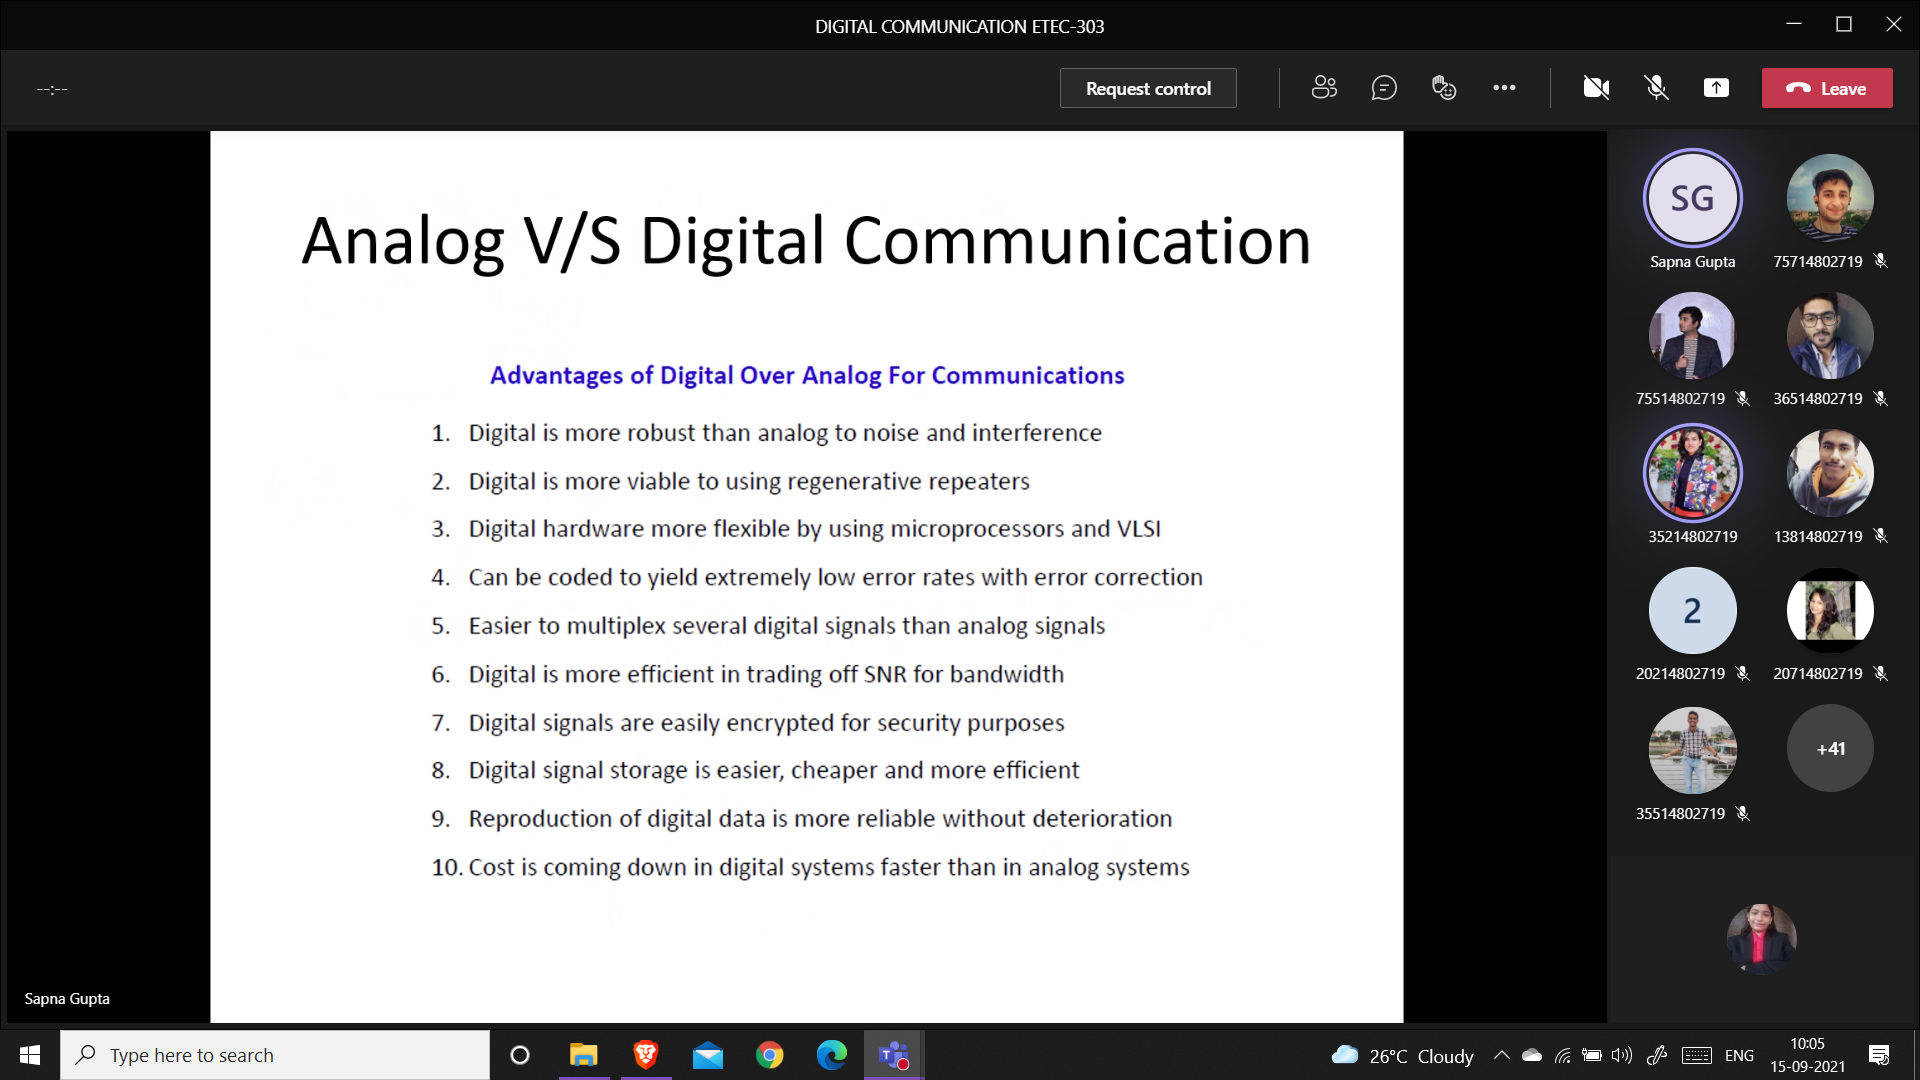 DIGITAL COMMUNICATION ETEC-303
--:--
Request control
Leave
Analog V/S Digital Communication
Advantages of Digital Over Analog For Communications
1. Digital is more robust than analog to noise and interference
2. Digital is more viable to using regenerative repeaters
3. Digital hardware more flexible by using microprocessors and VLSI
4. Can be coded to yield extremely low error rates with error correction
5. Easier to multiplex several digital signals than analog signals
6. Digital is more efficient in trading off SNR for bandwidth
7. Digital signals are easily encrypted for security purposes
8. Digital signal storage is easier, cheaper and more efficient
9. Reproduction of digital data is more reliable without deterioration
10. Cost is coming down in digital systems faster than in analog systems
Sapna Gupta
SG
Sapna Gupta
75714802719
75514802719
36514802719
35214802719
13814802719
2
20214802719
20714802719
35514802719
+41
Type here to search
26°C Cloudy
ENG
10:05
15-09-2021